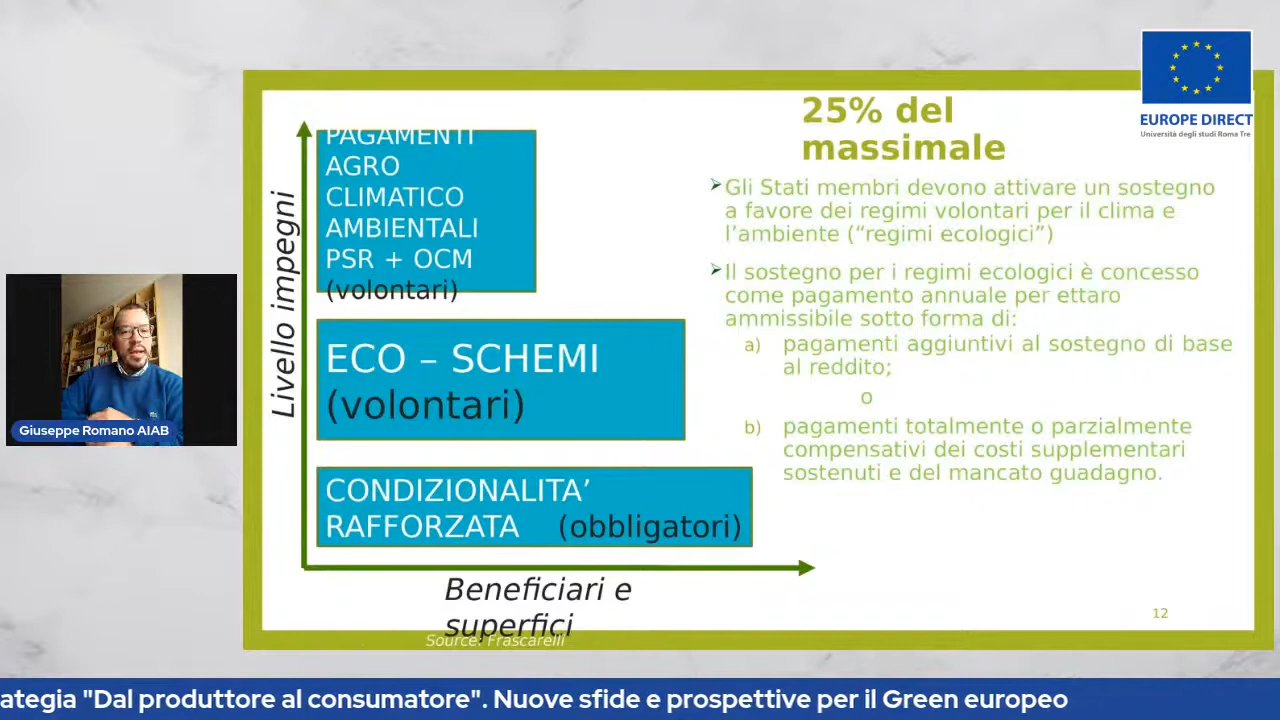 25% del
massimale
EUROPE DIRECT
Università degli studi Roma Tre
Livello impegni
PAGAMENTI
AGRO
CLIMATICO
AMBIENTALI
PSR + OCM
(volontari)
ECO – SCHEMI
(volontari)
CONDIZIONALITA’
RAFFORZATA (obbligatori)
Beneficiari e
superfici
Source: Frascarelli
Gli Stati membri devono attivare un sostegno
a favore dei regimi volontari per il clima e
l’ambiente (“regimi ecologici”)
Il sostegno per i regimi ecologici è concesso
come pagamento annuale per ettaro
ammissibile sotto forma di:
a) pagamenti aggiuntivi al sostegno di base
al reddito;
o
b) pagamenti totalmente o parzialmente
compensativi dei costi supplementari
sostenuti e del mancato guadagno.
12
Giuseppe Romano AIAB
ategia "Dal produttore al consumatore". Nuove sfide e prospettive per il Green europeo